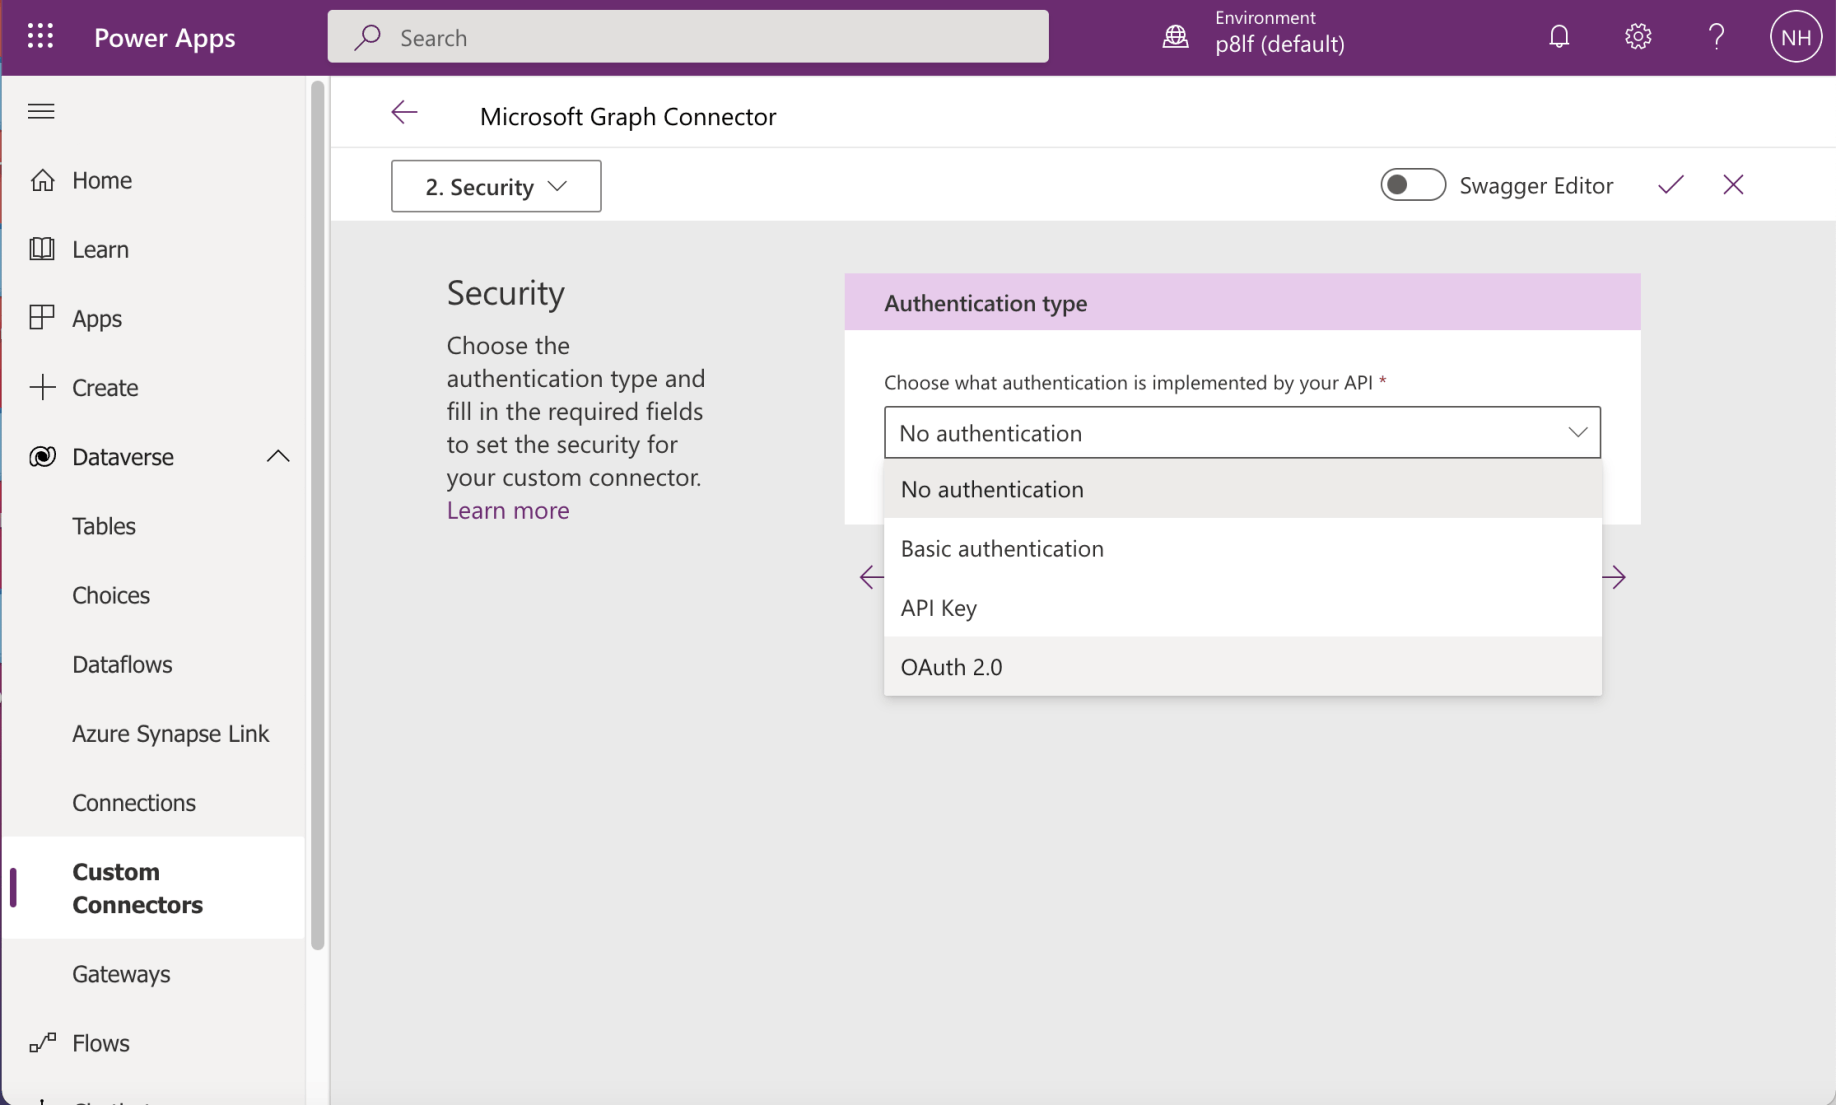 Power Apps
Search
Environment
p8lf (default)
?
NH
Home
Learn
Apps
Create
Dataverse
Tables
Choices
Dataflows
Azure Synapse Link
Connections
Custom
Connectors
Gateways
Flows
Microsoft Graph Connector
2. Security
Swagger Editor
Security
Choose the
authentication type and
fill in the required fields
to set the security for
your custom connector.
Learn more
Authentication type
Choose what authentication is implemented by your API *
No authentication
No authentication
Basic authentication
API Key
OAuth 2.0